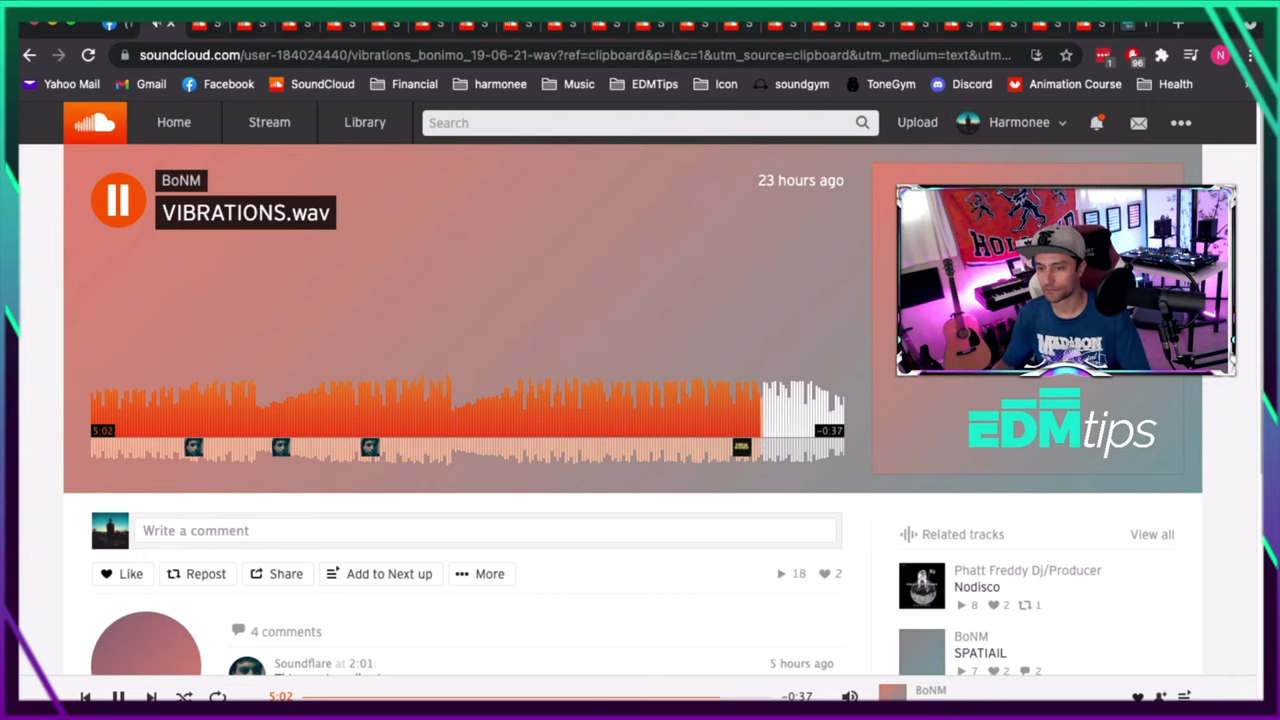 soundcloud.com/user-184024440/vibrations_bonimo_19-06-21-wav?ref=clipboard&p=i&c=1&utm_source=clipboard&utm_medium=text&utm...
1
96
N
Yahoo Mail Gmail Facebook SoundCloud Financial harmonee Music EDMTips Icon soundgym ToneGym Discord Animation Course Health
Home Stream Library Search Upload Harmonee
BoNM
23 hours ago
VIBRATIONS.wav
MADISON
EDMtips
5:02
-0:37
Write a comment
Related tracks View all
Like Repost Share Add to Next up More 18 2
Phatt Freddy Dj/Producer
Nodisco
8 2 1
4 comments
BoNM
SPATIAIL
7 2 2
Soundflare at 2:01:
5 hours ago
5:02
-0:37
BoNM